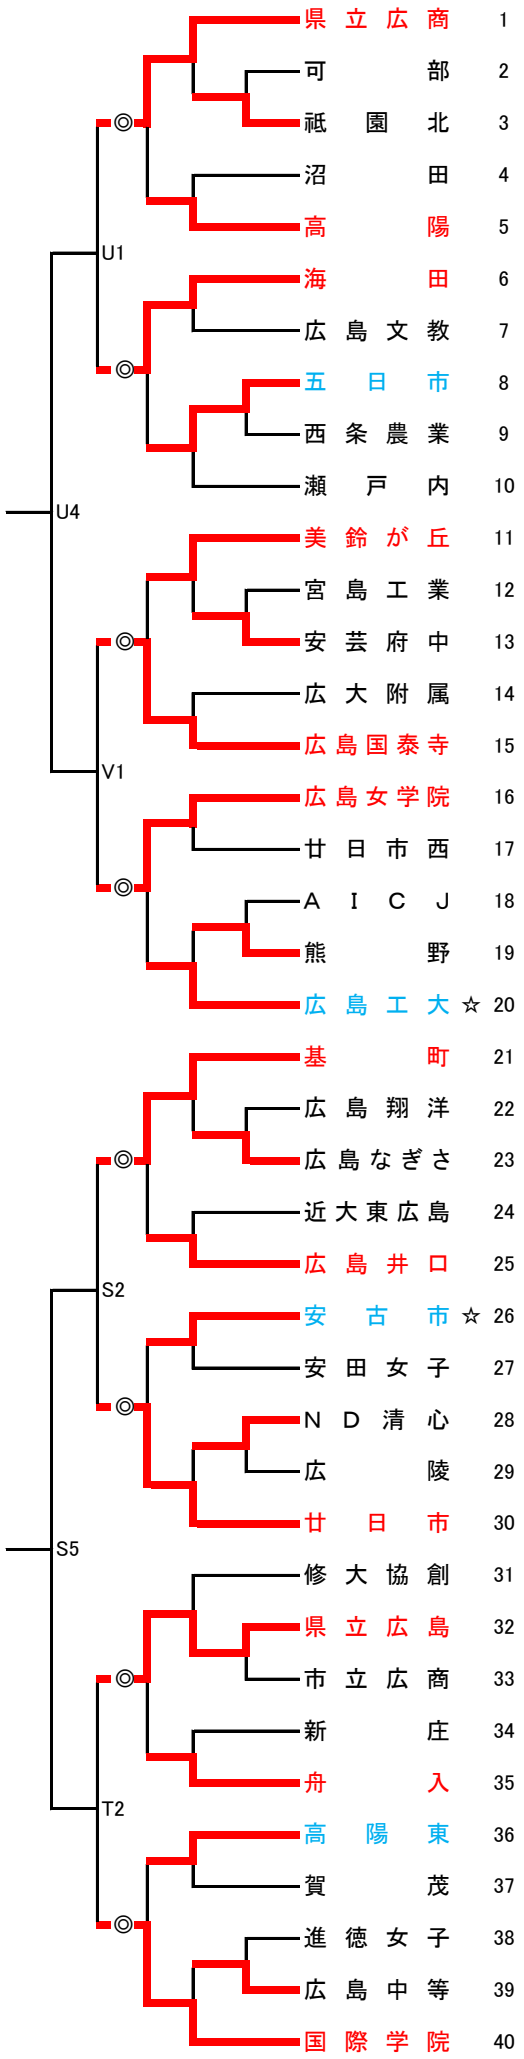 県立広商 1
可部 2
祇園北 3
◎
沼田 4
高陽 5
U1
海田 6
広島文教 7
◎
五日市 8
西条農業 9
瀬戸内 10
U4
美鈴が丘 11
宮島工業 12
◎
安芸府中 13
広大附属 14
広島国泰寺 15
V1
広島女学院 16
廿日市西 17
◎
AICJ 18
熊野 19
広島工大 ☆ 20
基町 21
広島翔洋 22
◎
広島なぎさ 23
近大東広島 24
広島井口 25
S2
安古市 ☆ 26
安田女子 27
◎
ND清心 28
広陵 29
廿日市 30
S5
修大協創 31
県立広島 32
◎
市立広商 33
新庄 34
舟入 35
T2
高陽東 36
賀茂 37
◎
進徳女子 38
広島中等 39
国際学院 40